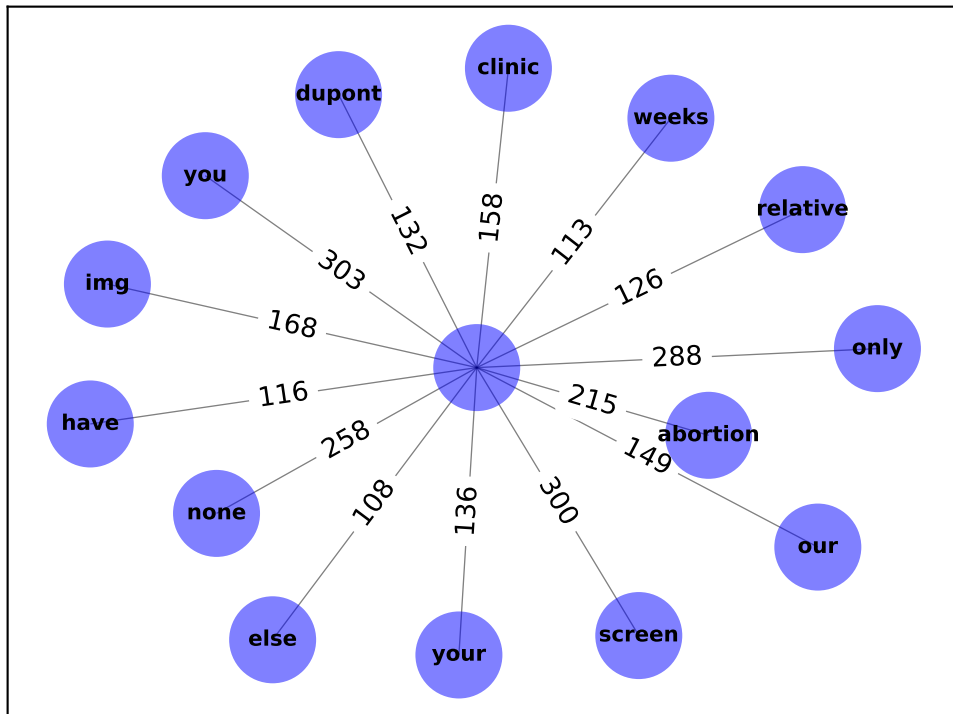 clinic
dupont
weeks
you
relative
158
132
113
303
img
126
168
only
288
116
215
have
258
abortion
149
108
300
136
none
our
else
screen
your